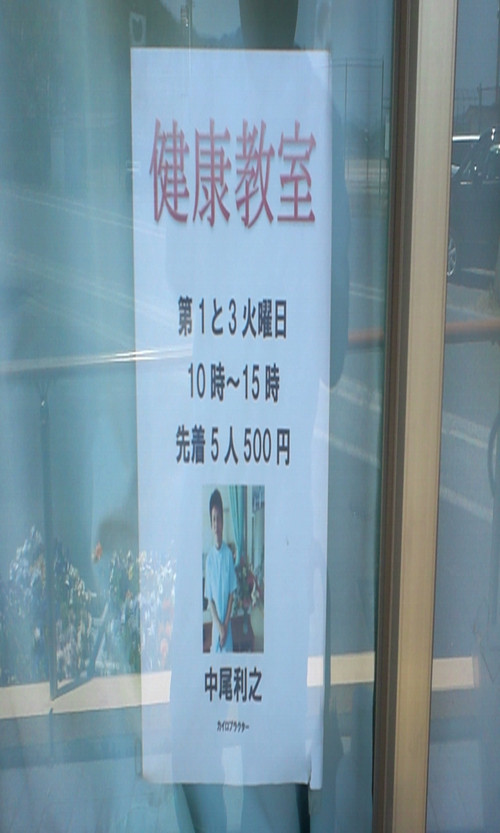 健康教室
第1と3火曜日
10時～15時
先着5人500円
中尾利之
カイロプラクター